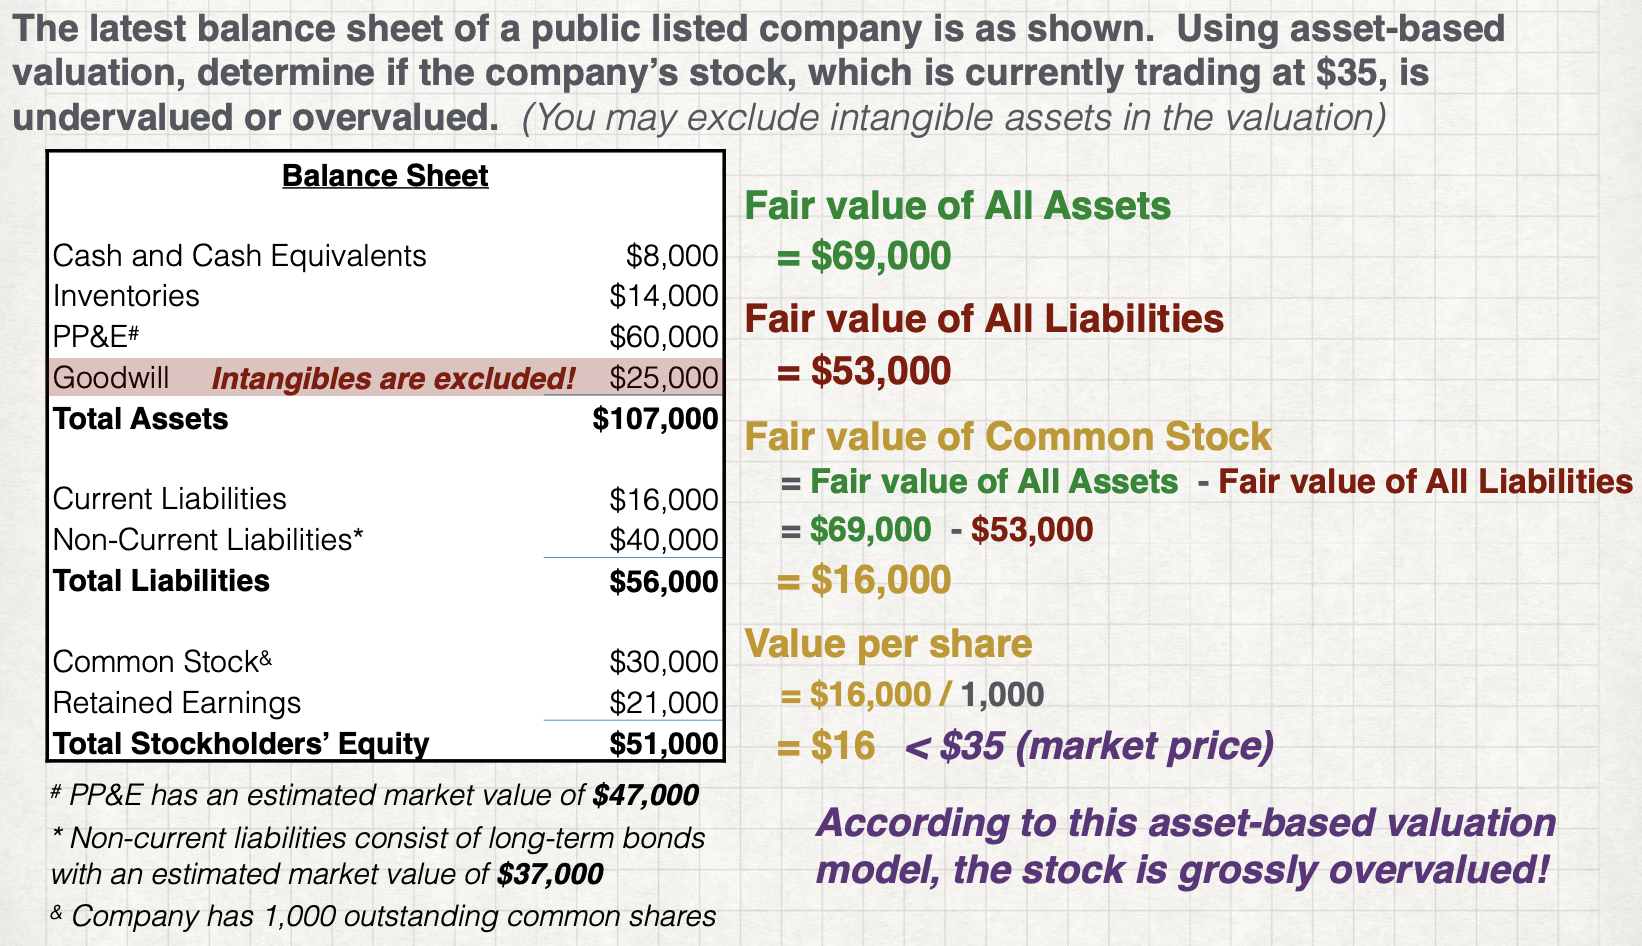 The latest balance sheet of a public listed company is as shown. Using asset-based
valuation, determine if the company’s stock, which is currently trading at $35, is
undervalued or overvalued. (You may exclude intangible assets in the valuation)
Balance Sheet
Cash and Cash Equivalents $8,000
Inventories $14,000
PP&E# $60,000
Goodwill Intangibles are excluded! $25,000
Total Assets $107,000
Current Liabilities $16,000
Non-Current Liabilities* $40,000
Total Liabilities $56,000
Common Stock& $30,000
Retained Earnings $21,000
Total Stockholders’ Equity $51,000
# PP&E has an estimated market value of $47,000
* Non-current liabilities consist of long-term bonds
with an estimated market value of $37,000
& Company has 1,000 outstanding common shares
Fair value of All Assets
= $69,000
Fair value of All Liabilities
= $53,000
Fair value of Common Stock
= Fair value of All Assets - Fair value of All Liabilities
= $69,000 - $53,000
= $16,000
Value per share
= $16,000 / 1,000
= $16 < $35 (market price)
According to this asset-based valuation
model, the stock is grossly overvalued!